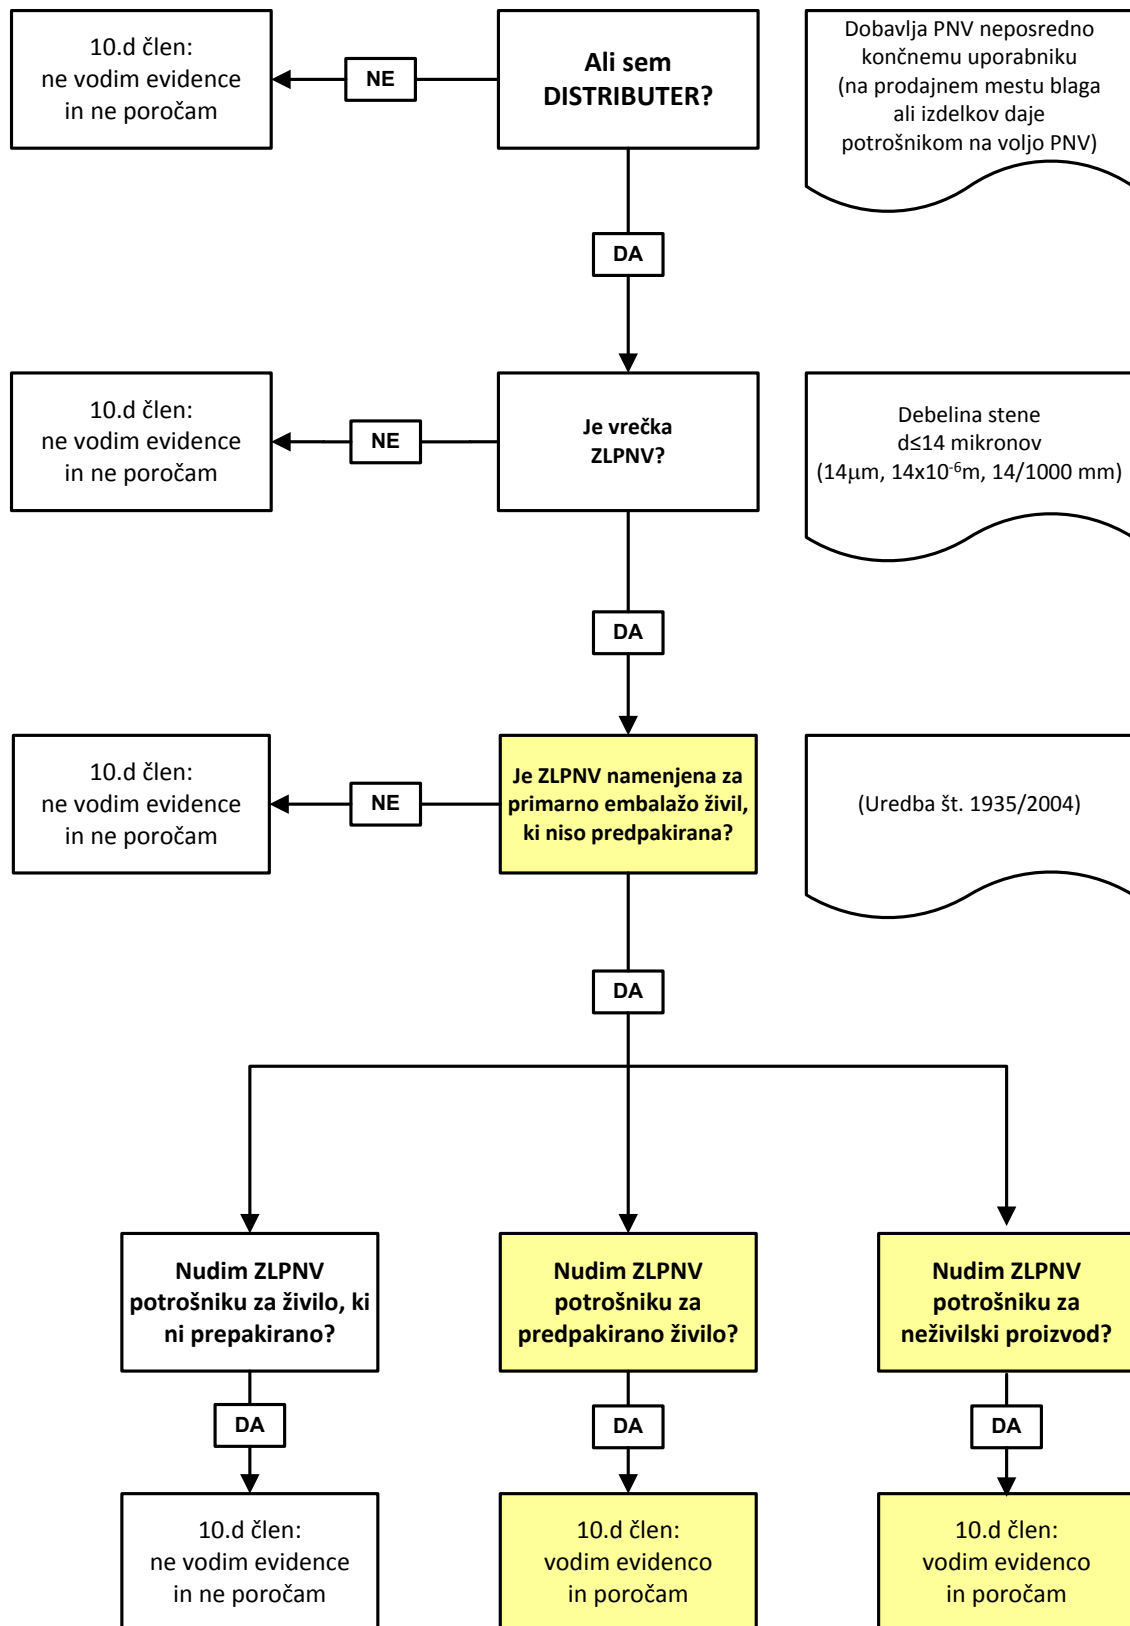 10.d člen:
ne vodim evidence
in ne poročam
NE
Ali sem
DISTRIBUTER?
Dobavlja PNV neposredno
končnemu uporabniku
(na prodajnem mestu blaga
ali izdelkov daje
potrošnikom na voljo PNV)
DA
10.d člen:
ne vodim evidence
in ne poročam
NE
Je vrečka
ZLPNV?
Debelina stene
d≤14 mikronov
(14µm, 14x10⁻⁶m, 14/1000 mm)
DA
10.d člen:
ne vodim evidence
in ne poročam
NE
Je ZLPNV namenjena za
primarno embalažo živil,
ki niso predpakirana?
(Uredba št. 1935/2004)
DA
Nudim ZLPNV
potrošniku za živilo, ki
ni prepakirano?
Nudim ZLPNV
potrošniku za
predpakirano živilo?
Nudim ZLPNV
potrošniku za
neživilski proizvod?
DA
DA
DA
10.d člen:
ne vodim evidence
in ne poročam
10.d člen:
vodim evidenco
in poročam
10.d člen:
vodim evidenco
in poročam